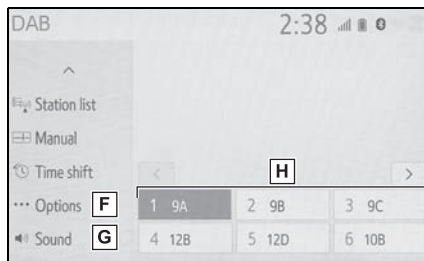 DAB 2:38
Station list
Manual
Time shift
H
Options F 1 9A 2 9B 3 9C
Sound G 4 12B 5 12D 6 10B